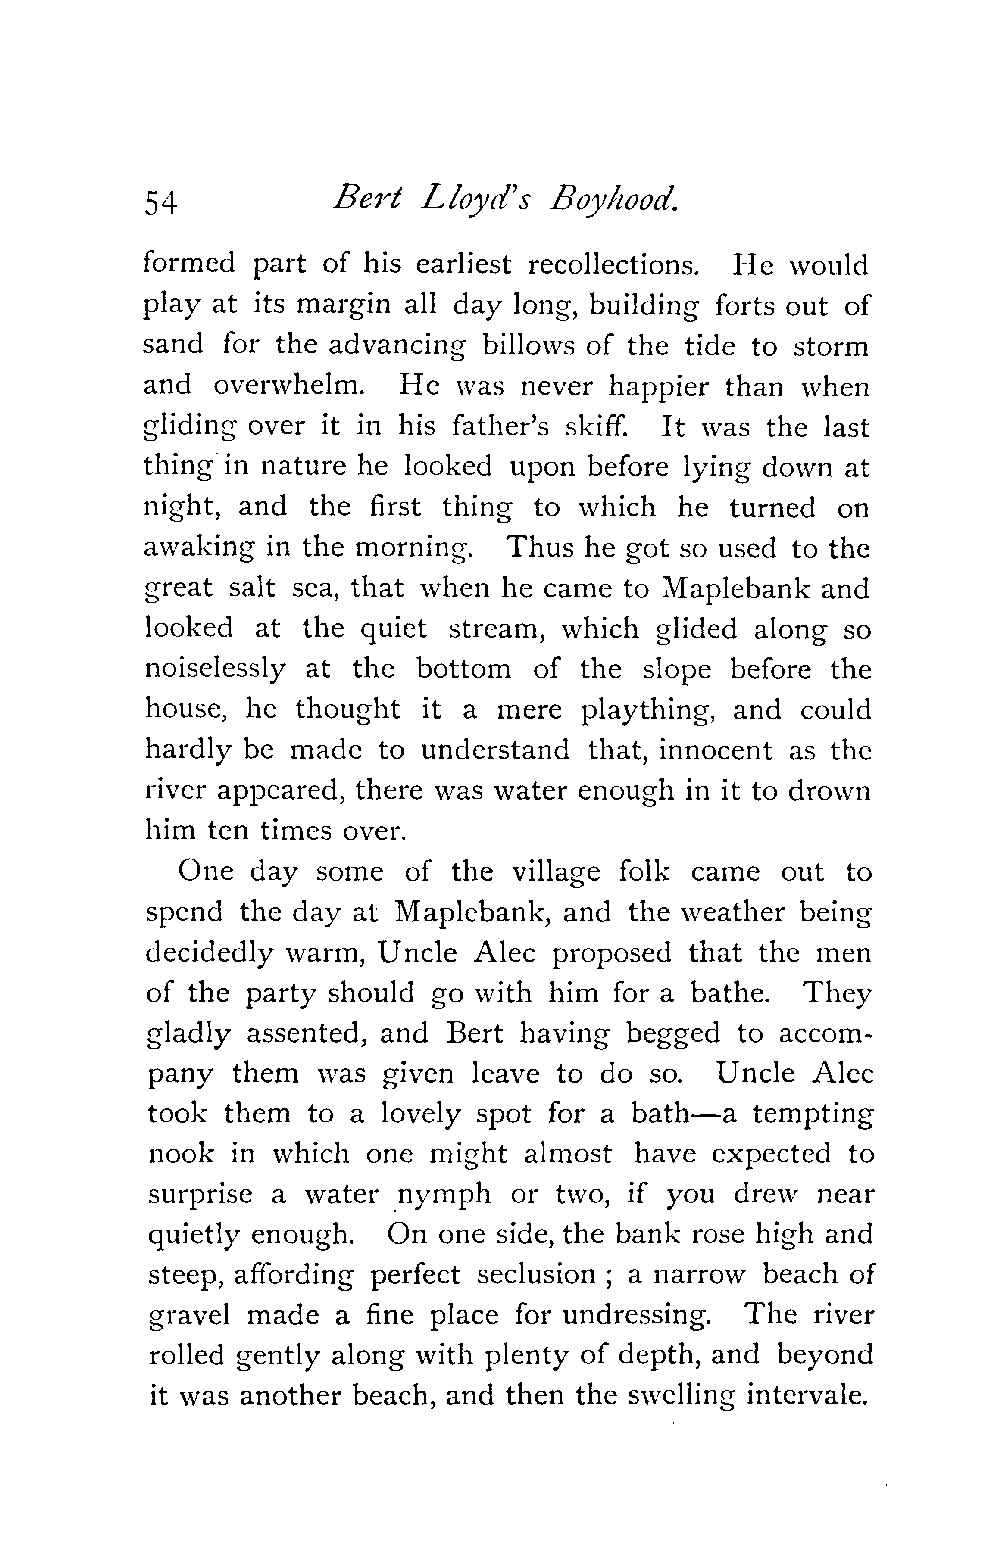 54 Bert Lloyd's Boyhood.
formed part of his earliest recollections. He would
play at its margin all day long, building forts out of
sand for the advancing billows of the tide to storm
and overwhelm. He was never happier than when
gliding over it in his father's skiff. It was the last
thing in nature he looked upon before lying down at
night, and the first thing to which he turned on
awaking in the morning. Thus he got so used to the
great salt sea, that when he came to Maplebank and
looked at the quiet stream, which glided along so
noiselessly at the bottom of the slope before the
house, he thought it a mere plaything, and could
hardly be made to understand that, innocent as the
river appeared, there was water enough in it to drown
him ten times over.
One day some of the village folk came out to
spend the day at Maplebank, and the weather being
decidedly warm, Uncle Alec proposed that the men
of the party should go with him for a bathe. They
gladly assented, and Bert having begged to accom-
pany them was given leave to do so. Uncle Alec
took them to a lovely spot for a bath—a tempting
nook in which one might almost have expected to
surprise a water nymph or two, if you drew near
quietly enough. On one side, the bank rose high and
steep, affording perfect seclusion ; a narrow beach of
gravel made a fine place for undressing. The river
rolled gently along with plenty of depth, and beyond
it was another beach, and then the swelling intervale.